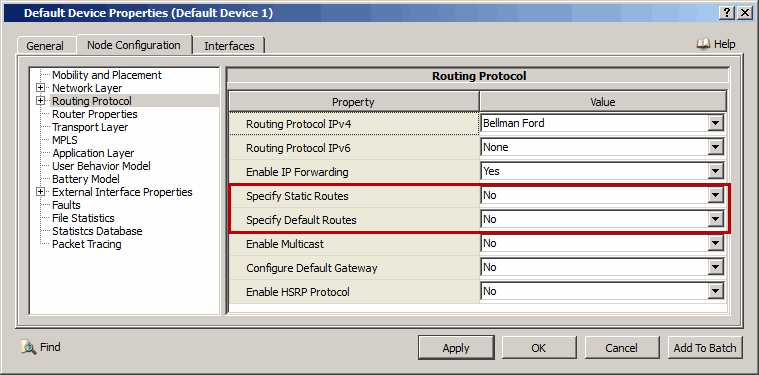 Default Device Properties (Default Device 1)
General Node Configuration Interfaces Help
Mobility and Placement
Network Layer
Routing Protocol
Router Properties
Transport Layer
MPLS
Application Layer
User Behavior Model
Battery Model
External Interface Properties
Faults
File Statistics
Statistcs Database
Packet Tracing
Routing Protocol
Property Value
Routing Protocol IPv4 Bellman Ford
Routing Protocol IPv6 None
Enable IP Forwarding Yes
Specify Static Routes No
Specify Default Routes No
Enable Multicast No
Configure Default Gateway No
Enable HSRP Protocol No
Find Apply OK Cancel Add To Batch